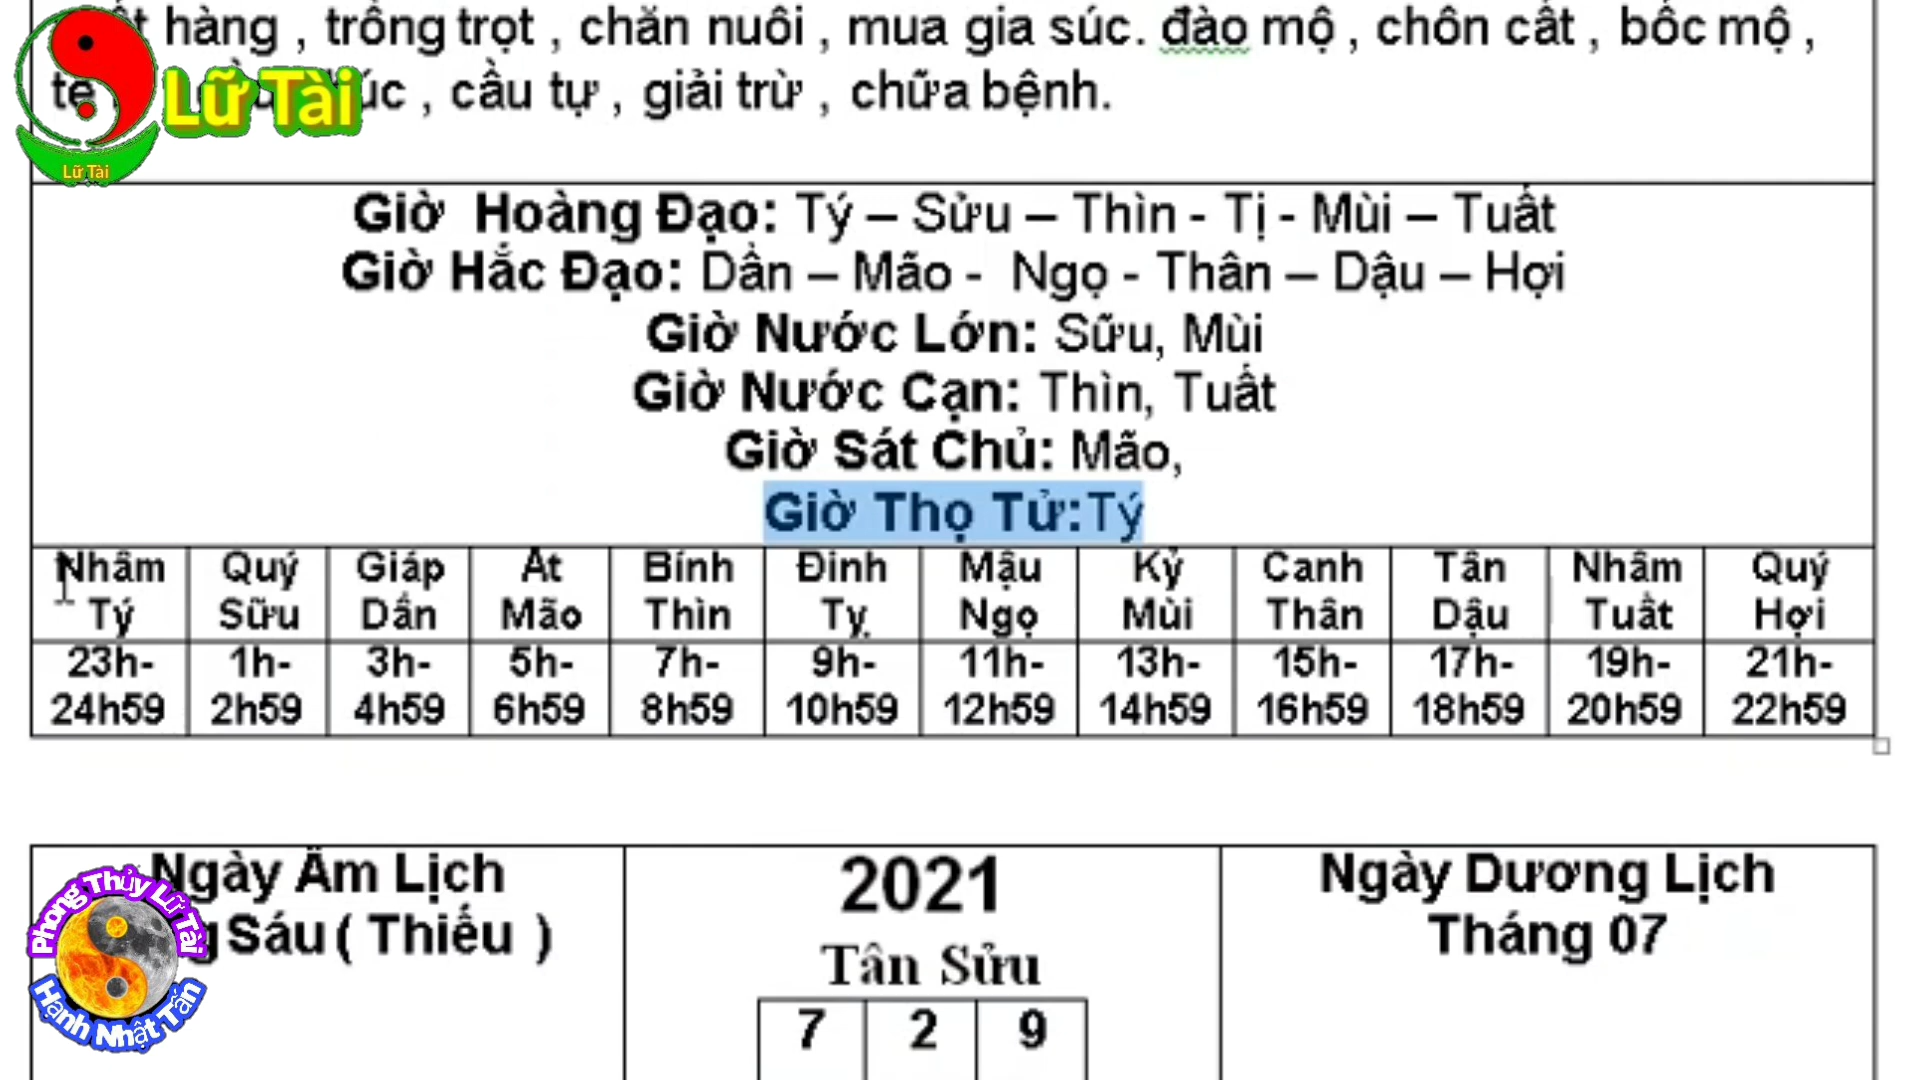 hàng , trồng trọt , chăn nuôi , mua gia súc. đào mộ , chôn cất , bốc mộ ,
cầu tự , giải trừ , chữa bệnh.
Lữ Tài
Lữ Tài
Giờ Hoàng Đạo: Tý – Sửu – Thìn - Tị - Mùi – Tuất
Giờ Hắc Đạo: Dần – Mão - Ngọ - Thân – Dậu – Hợi
Giờ Nước Lớn: Sữu, Mùi
Giờ Nước Cạn: Thìn, Tuất
Giờ Sát Chủ: Mão,
Giờ Thọ Tử:Tý
Nhâm Quý Giáp Ất Bính Đinh Mậu Kỷ Canh Tân Nhâm Quý
Tý Sữu Dần Mão Thìn Tỵ Ngọ Mùi Thân Dậu Tuất Hợi
23h- 1h- 3h- 5h- 7h- 9h- 11h- 13h- 15h- 17h- 19h- 21h-
24h59 2h59 4h59 6h59 8h59 10h59 12h59 14h59 16h59 18h59 20h59 22h59
Ngày Âm Lịch
Sáu ( Thiếu )
2021
Tân Sửu
7 2 9
Ngày Dương Lịch
Tháng 07
Phong Thủy Lữ Tài
Hạnh Nhật Tấn